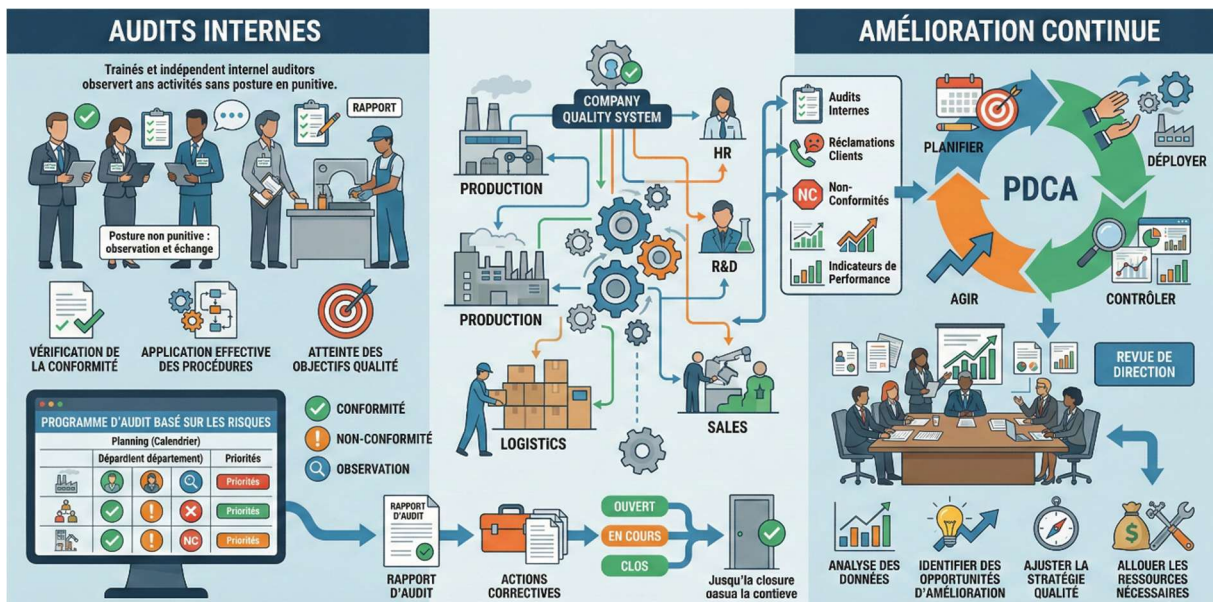 AUDITS INTERNES
Trainés et indépendent internel auditors
observert ans activités sans posture en punitive.
RAPPORT
Posture non punitive :
observation et échange
VÉRIFICATION DE
LA CONFORMITÉ
APPLICATION EFFECTIVE
DES PROCÉDURES
ATTEINTE DES
OBJECTIFS QUALITÉ
PROGRAMME D'AUDIT BASÉ SUR LES RISQUES
Planning (Calendrier)
Dépardient département)
Priorités
Priorités
Priorités
NC
Priorités
CONFORMITÉ
NON-CONFORMITÉ
OBSERVATION
COMPANY
QUALITY SYSTEM
PRODUCTION
HR
PRODUCTION
R&D
LOGISTICS
SALES
RAPPORT
D'AUDIT
RAPPORT
D'AUDIT
ACTIONS
CORRECTIVES
OUVERT
EN COURS
CLOS
Jusqu'la closure
oasua la contieve
AMÉLIORATION CONTINUE
Audits
Internes
Réclamations
Clients
NC
Non-
Conformités
Indicateurs de
Performance
PLANIFIER
DÉPLOYER
PDCA
AGIR
CONTRÔLER
REVUE DE
DIRECTION
ANALYSE DES
DONNÉES
IDENTIFIER DES
OPPORTUNITÉS
D'AMÉLIORATION
AJUSTER LA
STRATÉGIE
QUALITÉ
$
ALLOUER LES
RESSOURCES
NÉCESSAIRES